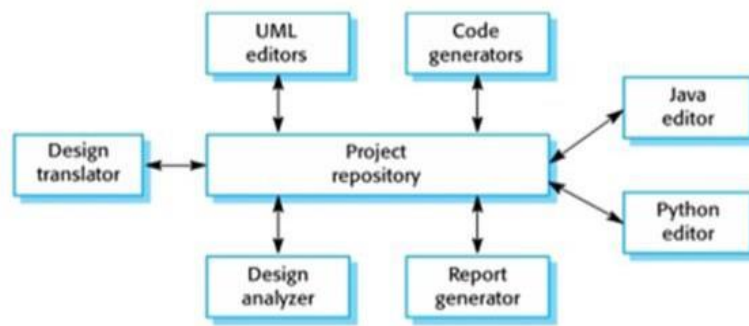 UML
editors
Code
generators
Java
editor
Design
translator
Project
repository
Python
editor
Design
analyzer
Report
generator